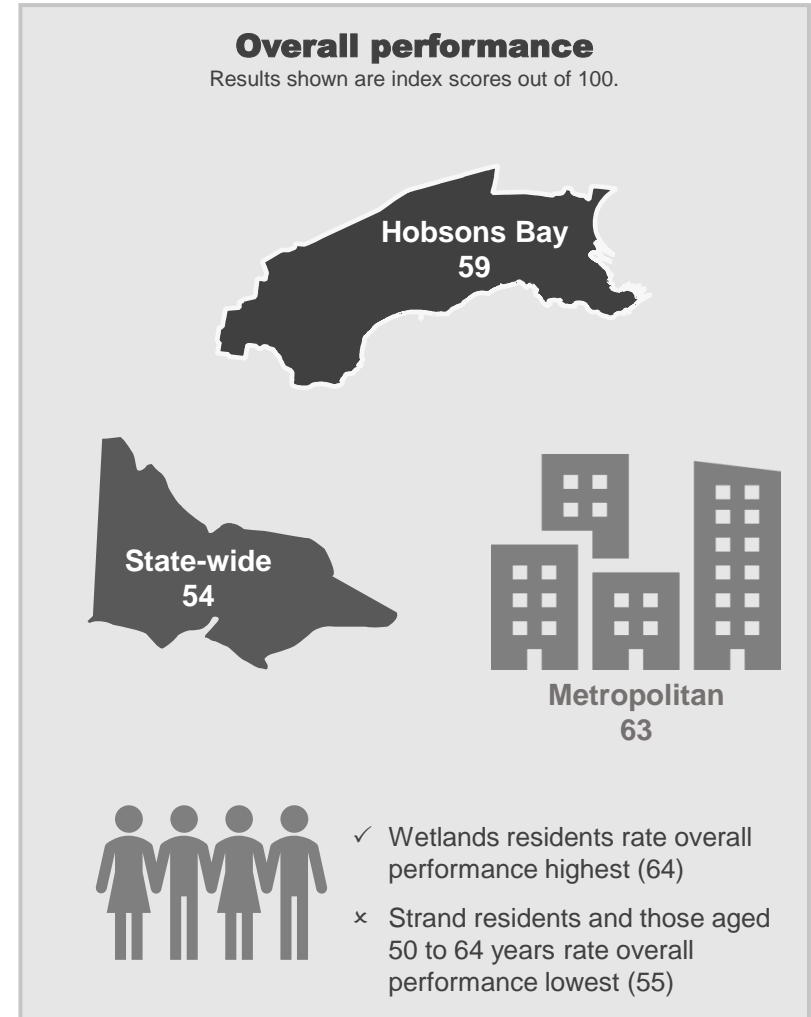 Overall performance
Results shown are index scores out of 100.
Hobsons Bay
59
State-wide
54
Metropolitan
63
✓ Wetlands residents rate overall
performance highest (64)
× Strand residents and those aged
50 to 64 years rate overall
performance lowest (55)